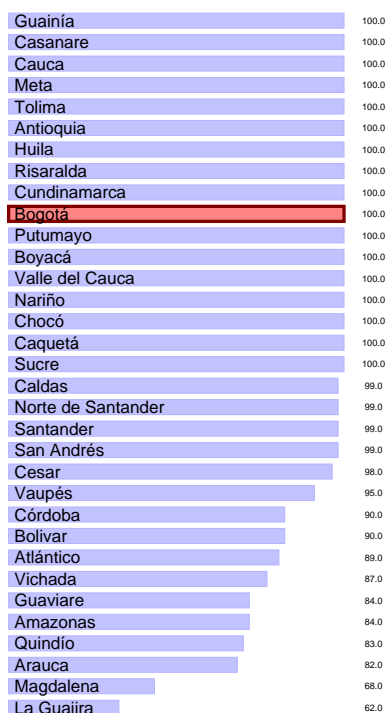 Guainía 100.0
Casanare 100.0
Cauca 100.0
Meta 100.0
Tolima 100.0
Antioquia 100.0
Huila 100.0
Risaralda 100.0
Cundinamarca 100.0
Bogotá 100.0
Putumayo 100.0
Boyacá 100.0
Valle del Cauca 100.0
Nariño 100.0
Chocó 100.0
Caquetá 100.0
Sucre 100.0
Caldas 99.0
Norte de Santander 99.0
Santander 99.0
San Andrés 99.0
Cesar 98.0
Vaupés 95.0
Córdoba 90.0
Bolivar 90.0
Atlántico 89.0
Vichada 87.0
Guaviare 84.0
Amazonas 84.0
Quindío 83.0
Arauca 82.0
Magdalena 68.0
La Guajira 62.0